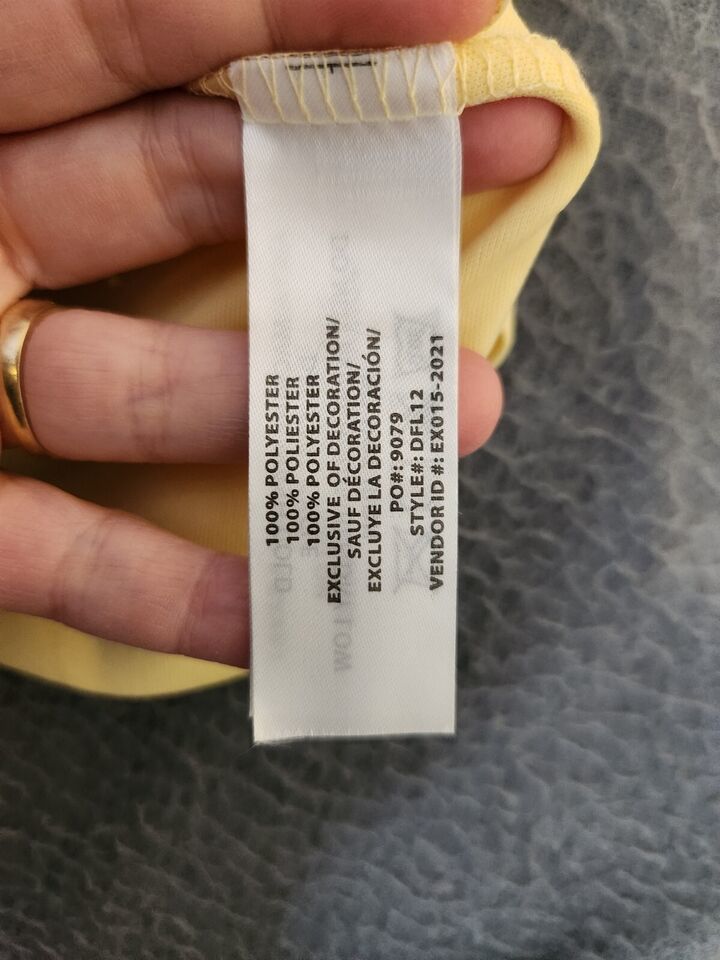 100% POLYESTER
100% POLIESTER
100% POLYESTER
EXCLUSIVE OF DECORATION/
SAUF DÉCORATION/
EXCLUYE LA DECORACIÓN/
PO#: 9079
STYLE#: DFL12
VENDOR ID #: EX015-2021